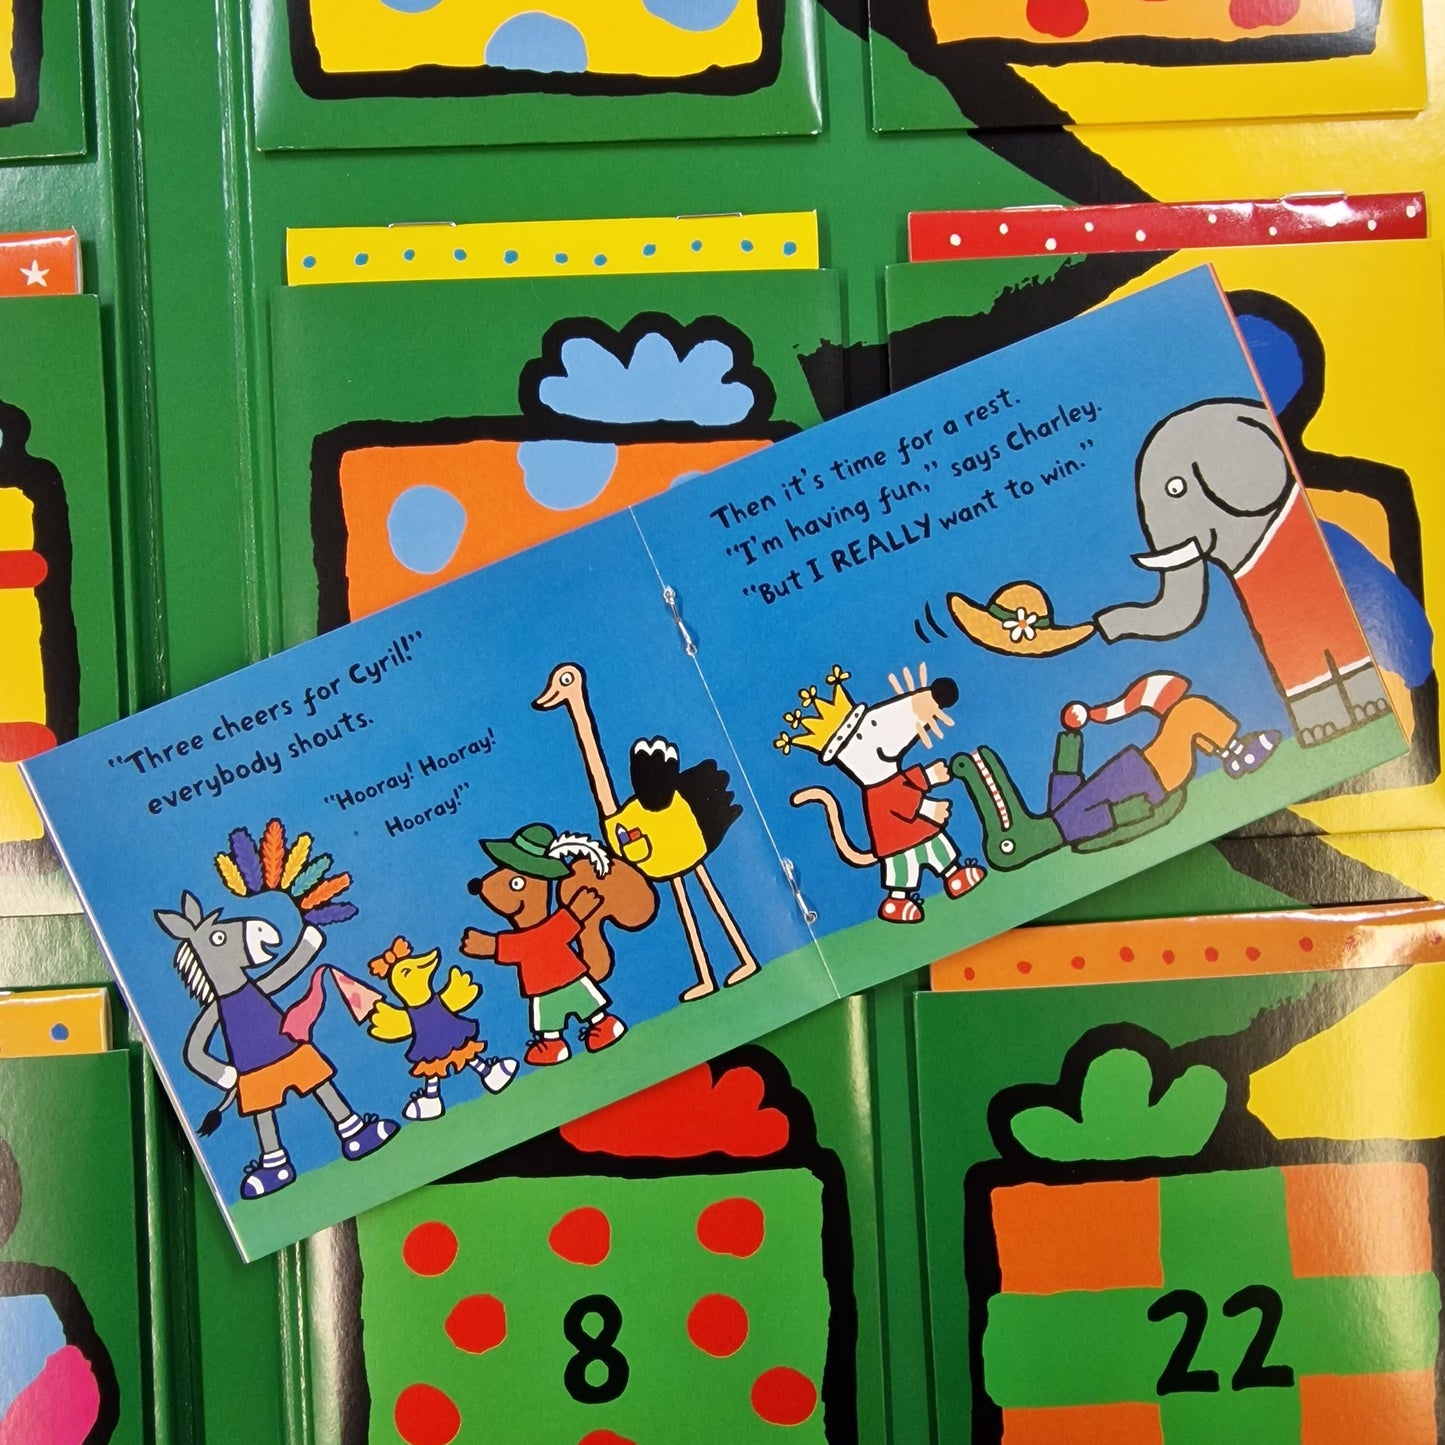 "Three cheers for Cyril!"
everybody shouts.
"Hooray! Hooray!
Hooray!"
Then it's time for a rest.
"I'm having fun," says Charley.
"But I REALLY want to win."
8
22